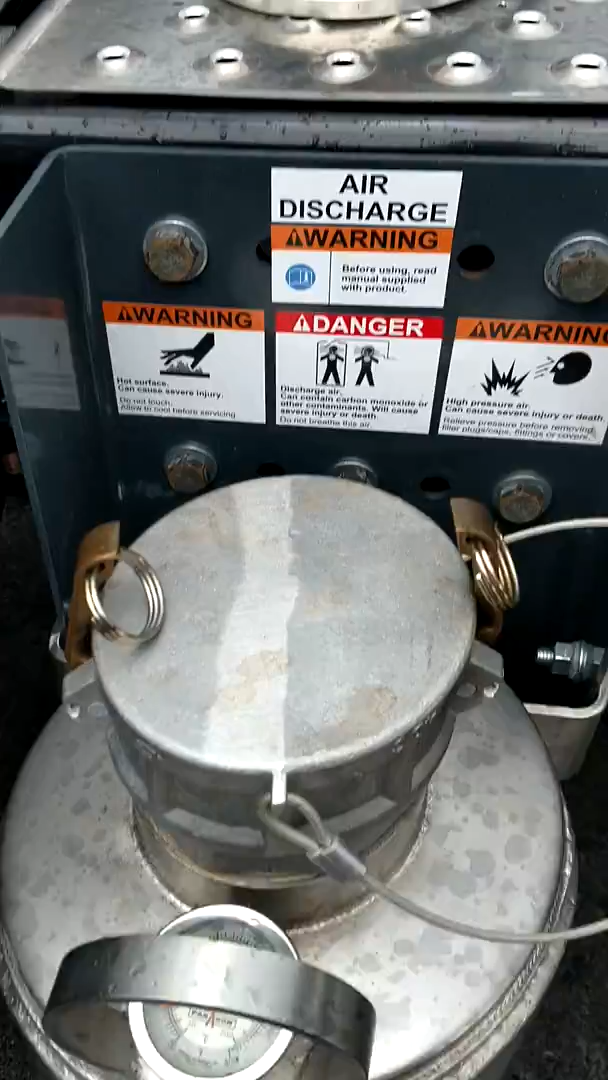 AIR
DISCHARGE
WARNING
Before using, read
manual supplied
with product.
WARNING
Hot surface.
Can cause severe injury.
Do not touch.
Allow to cool before servicing
DANGER
Discharge air.
Can contain carbon monoxide or
other contaminants. Will cause
severe injury or death
Do not breathe this air.
WARNING
High pressure air.
Can cause severe injury or death.
Relieve pressure before removing
filler plugs/caps, fittings or covers.